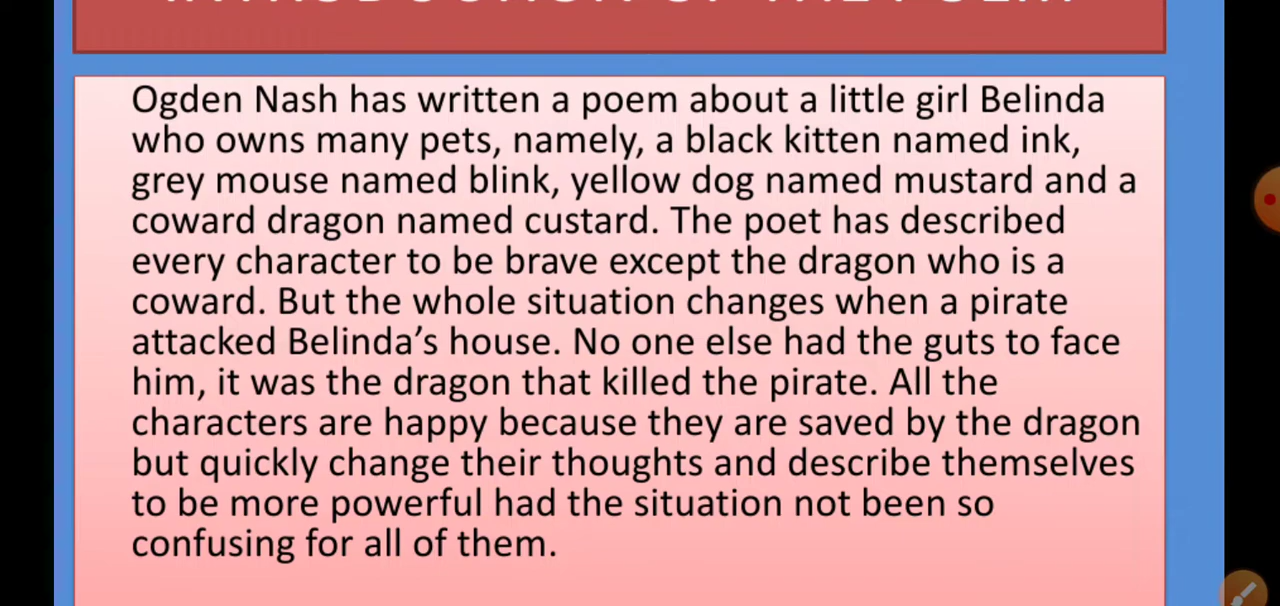 INTRODUCTION OF THE POEM
Ogden Nash has written a poem about a little girl Belinda
who owns many pets, namely, a black kitten named ink,
grey mouse named blink, yellow dog named mustard and a
coward dragon named custard. The poet has described
every character to be brave except the dragon who is a
coward. But the whole situation changes when a pirate
attacked Belinda’s house. No one else had the guts to face
him, it was the dragon that killed the pirate. All the
characters are happy because they are saved by the dragon
but quickly change their thoughts and describe themselves
to be more powerful had the situation not been so
confusing for all of them.